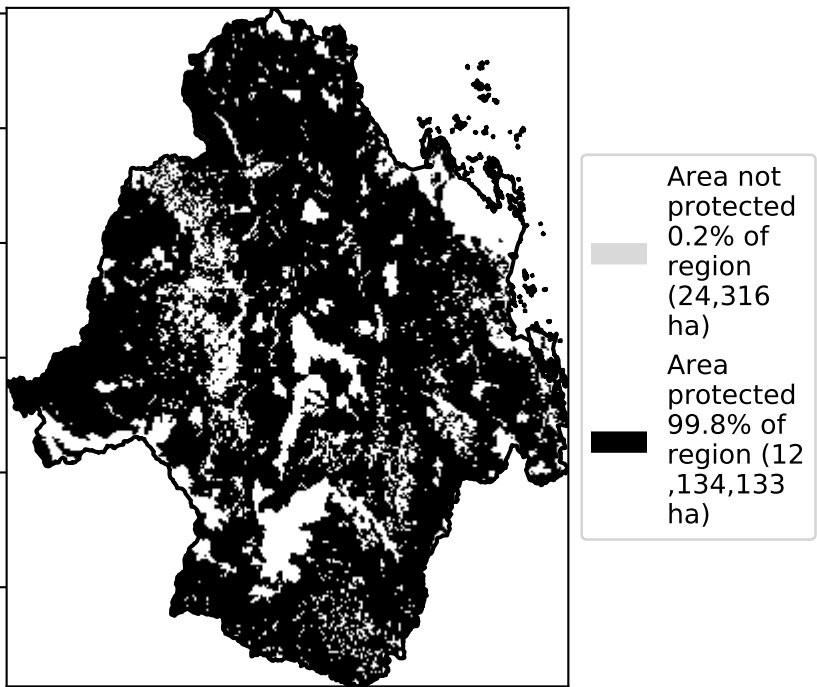 Area not
protected
0.2% of
region
(24,316
ha)
Area
protected
99.8% of
region (12
,134,133
ha)